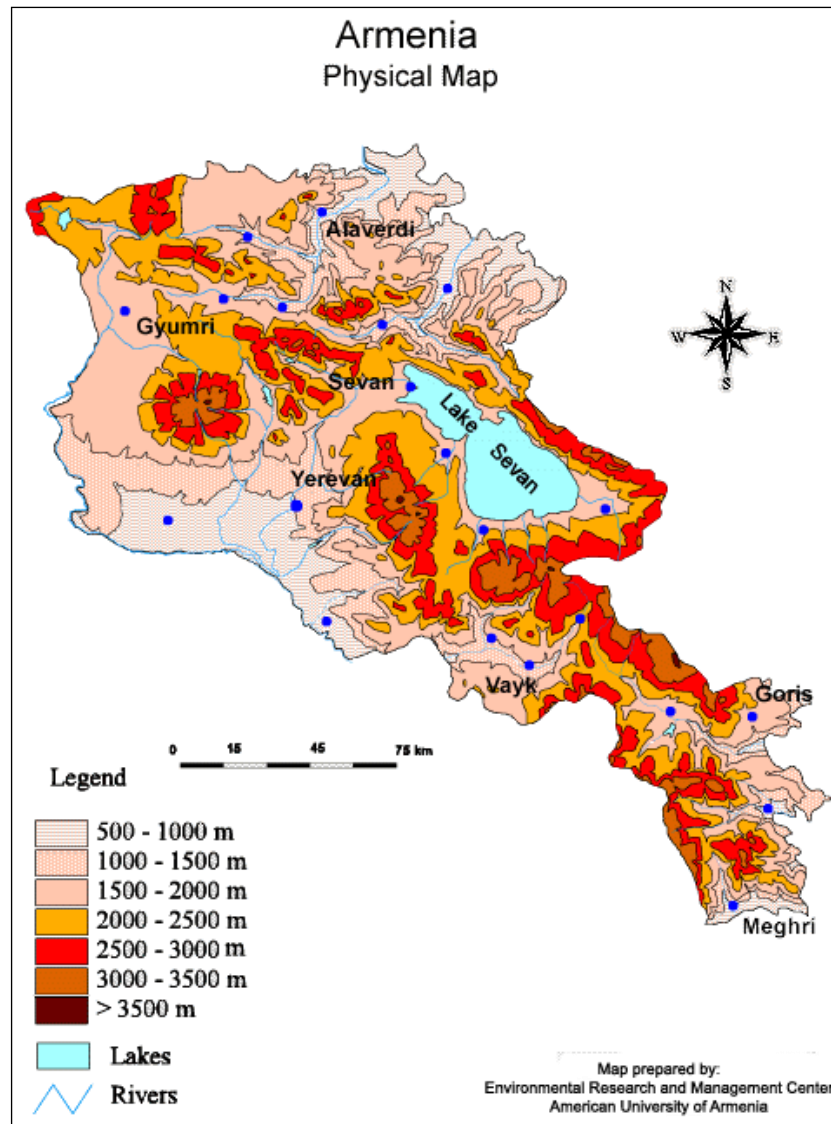 Armenia
Physical Map
Alaverdi
N
W
E
S
Gyumri
Sevan
Lake
Sevan
Yerevan
Vayk
Goris
0 15 45 75 km
Legend
500 - 1000 m
1000 - 1500 m
1500 - 2000 m
2000 - 2500 m
2500 - 3000 m
3000 - 3500 m
> 3500 m
Meghri
Lakes
Rivers
Map prepared by:
Environmental Research and Management Center
American University of Armenia